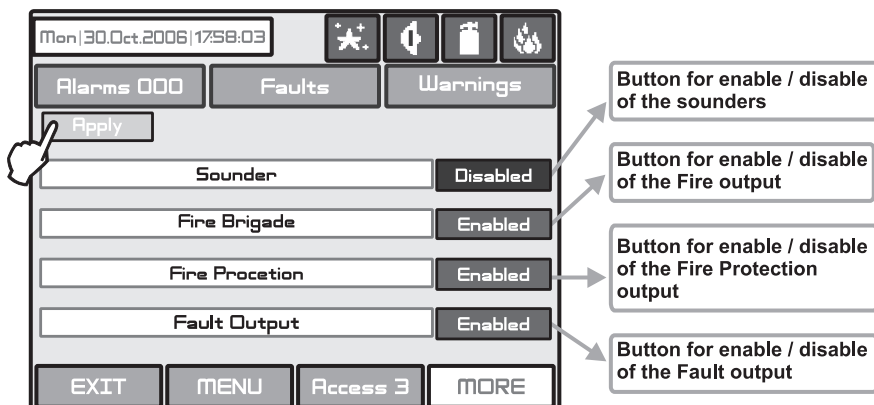 Mon|30.Oct.2006|17:58:03
Alarms 000 Faults Warnings
Apply
Sounder Disabled
Fire Brigade Enabled
Fire Procetion Enabled
Fault Output Enabled
EXIT MENU Access 3 MORE
Button for enable / disable
of the sounders
Button for enable / disable
of the Fire output
Button for enable / disable
of the Fire Protection
output
Button for enable / disable
of the Fault output